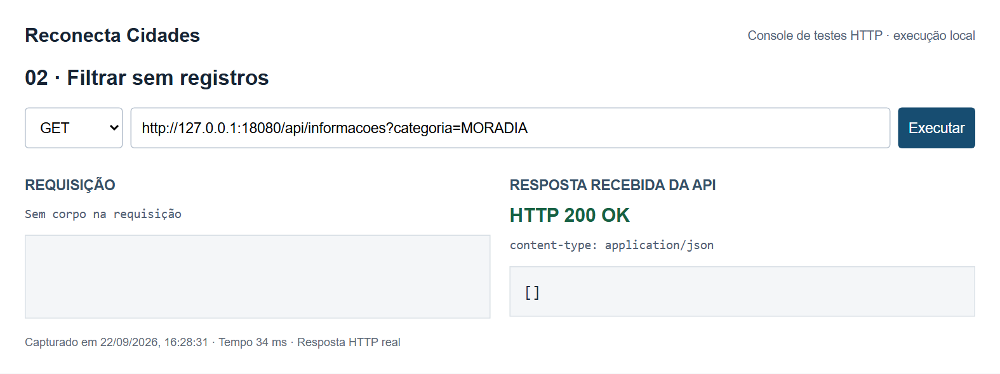 Reconecta Cidades
Console de testes HTTP · execução local
02 · Filtrar sem registros
GET
http://127.0.0.1:18080/api/informacoes?categoria=MORADIA
Executar
REQUISIÇÃO
Sem corpo na requisição
RESPOSTA RECEBIDA DA API
HTTP 200 OK
content-type: application/json
[]
Capturado em 22/09/2026, 16:28:31 · Tempo 34 ms · Resposta HTTP real